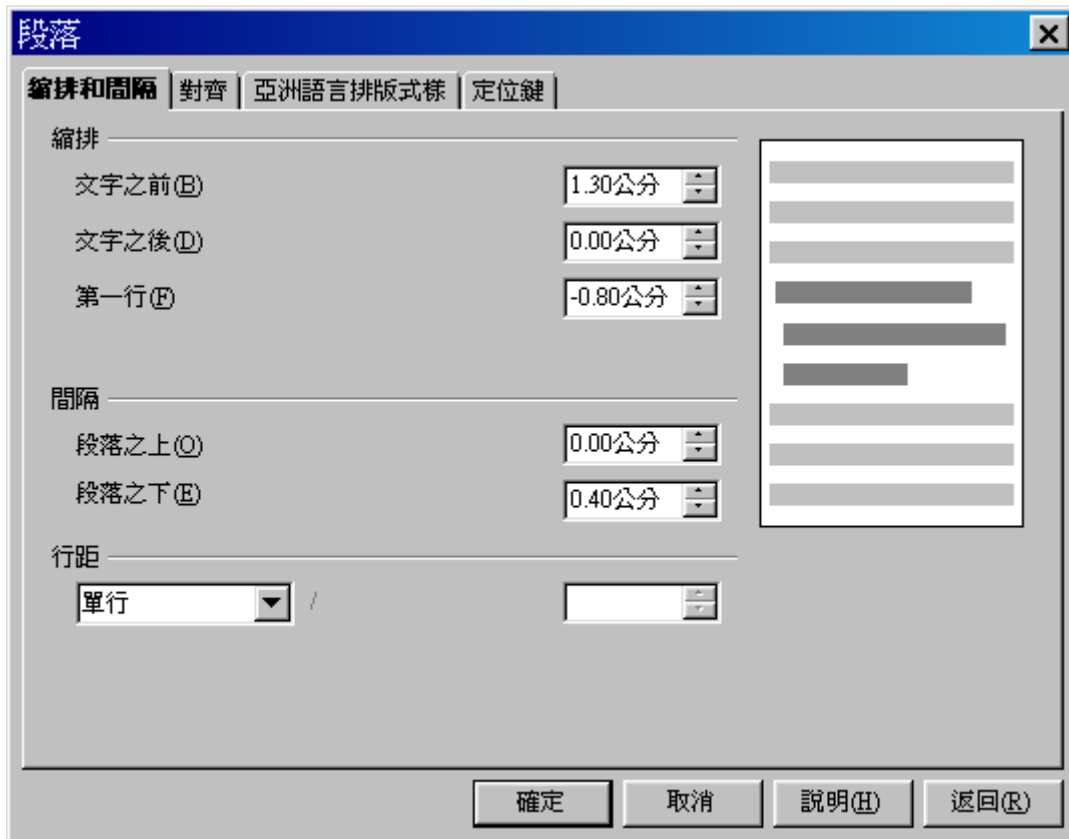 段落
縮排和間隔 對齊 亞洲語言排版式樣 定位鍵
縮排
文字之前(B) 1.30公分
文字之後(D) 0.00公分
第一行(F) -0.80公分
間隔
段落之上(O) 0.00公分
段落之下(E) 0.40公分
行距
單行 /
確定 取消 說明(H) 返回(R)